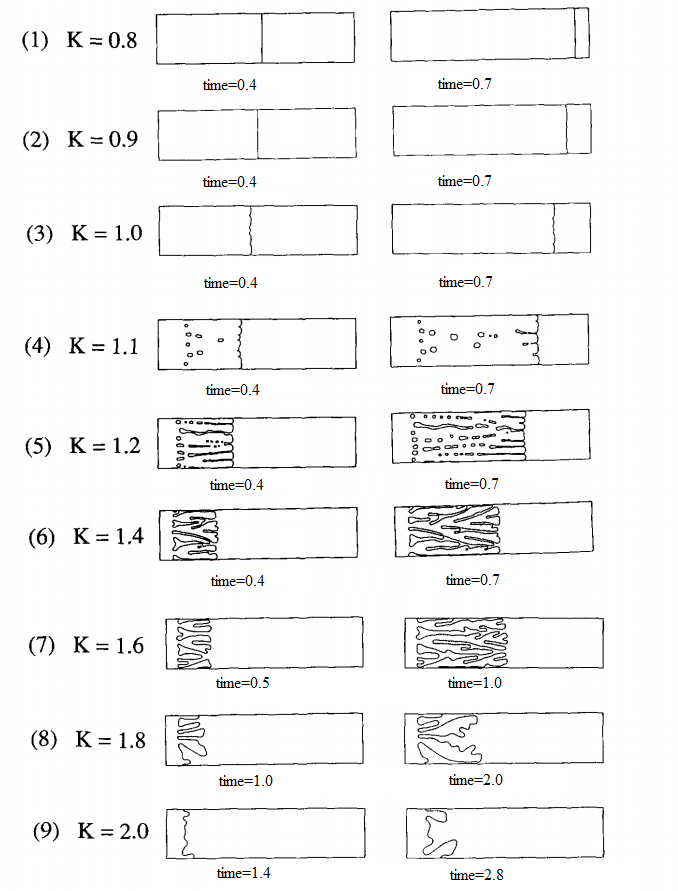 (1) K = 0.8
time=0.4 time=0.7
(2) K = 0.9
time=0.4 time=0.7
(3) K = 1.0
time=0.4 time=0.7
(4) K = 1.1
time=0.4 time=0.7
(5) K = 1.2
time=0.4 time=0.7
(6) K = 1.4
time=0.4 time=0.7
(7) K = 1.6
time=0.5 time=1.0
(8) K = 1.8
time=1.0 time=2.0
(9) K = 2.0
time=1.4 time=2.8